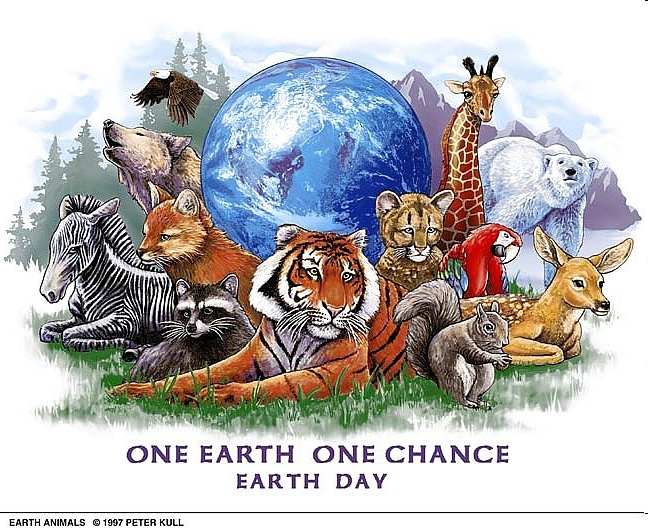 ONE EARTH ONE CHANCE
EARTH DAY
EARTH ANIMALS © 1997 PETER KULL